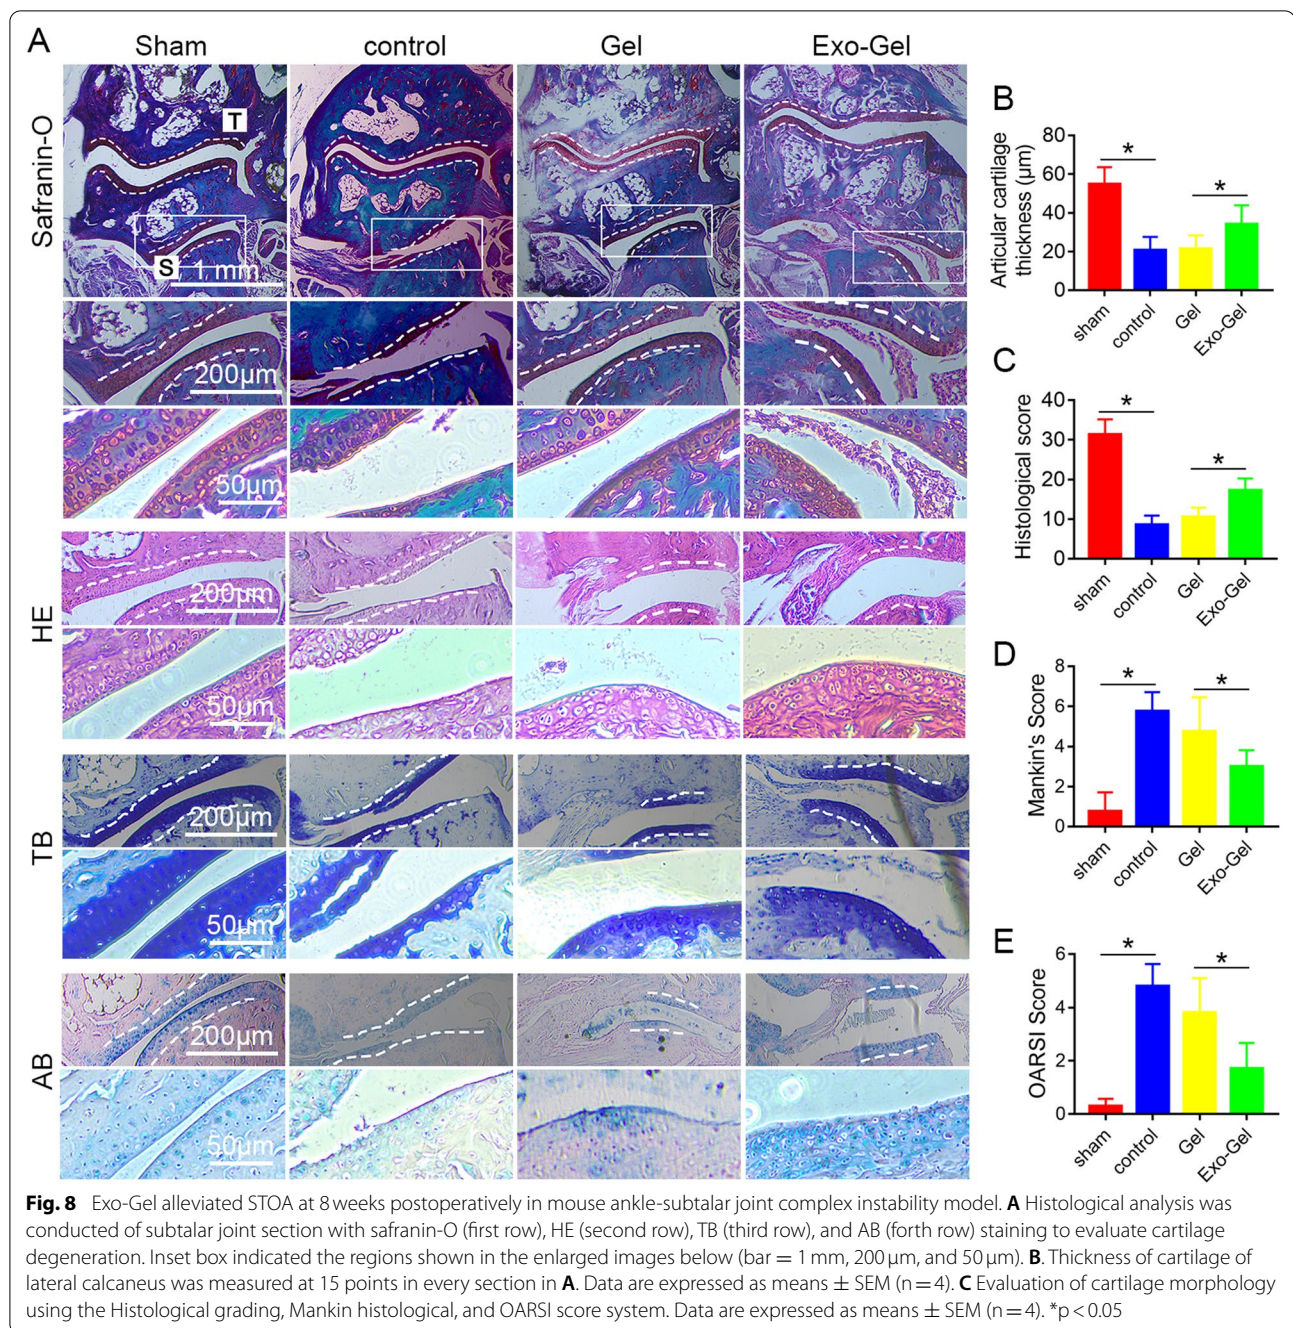 A
Sham
control
Gel
Exo-Gel
Safranin-O
T
S
1 mm
200μm
50μm
HE
200μm
50μm
TB
200μm
50μm
AB
200μm
50μm
B
Articular cartilage
thickness (μm)
80
60
40
20
0
*
*
sham
control
Gel
Exo-Gel
C
Histological score
40
30
20
10
0
*
*
sham
control
Gel
Exo-Gel
D
Mankin's Score
8
6
4
2
0
*
*
sham
control
Gel
Exo-Gel
E
OARSI Score
6
4
2
0
*
*
sham
control
Gel
Exo-Gel
Fig. 8 Exo-Gel alleviated STOA at 8 weeks postoperatively in mouse ankle-subtalar joint complex instability model. A Histological analysis was
conducted of subtalar joint section with safranin-O (first row), HE (second row), TB (third row), and AB (forth row) staining to evaluate cartilage
degeneration. Inset box indicated the regions shown in the enlarged images below (bar = 1 mm, 200 μm, and 50 μm). B. Thickness of cartilage of
lateral calcaneus was measured at 15 points in every section in A. Data are expressed as means ± SEM (n = 4). C Evaluation of cartilage morphology
using the Histological grading, Mankin histological, and OARSI score system. Data are expressed as means ± SEM (n = 4). *p < 0.05